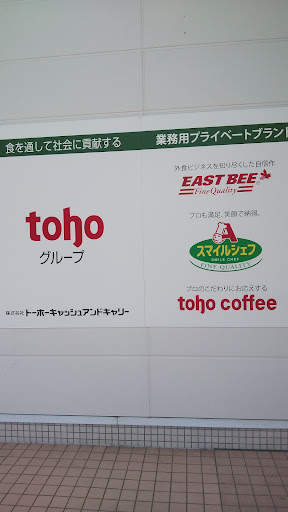 食を通して社会に貢献する
toho
グループ
株式会社 トーホーキャッシュアンドキャリー
業務用プライベートブランド
外食ビジネスを知り尽くした自信作
EAST BEE
Fine Quality
プロも満足、笑顔で納得。
スマイルシェフ
SMILE CHEF
FINE QUALITY
プロのこだわりにお応えする
toho coffee